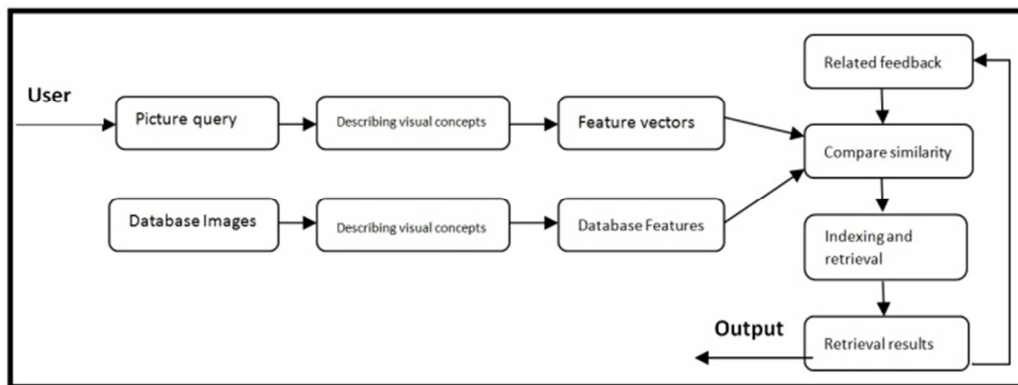 Related feedback
User
Picture query
Describing visual concepts
Feature vectors
Compare similarity
Database Images
Describing visual concepts
Database Features
Indexing and
retrieval
Output
Retrieval results